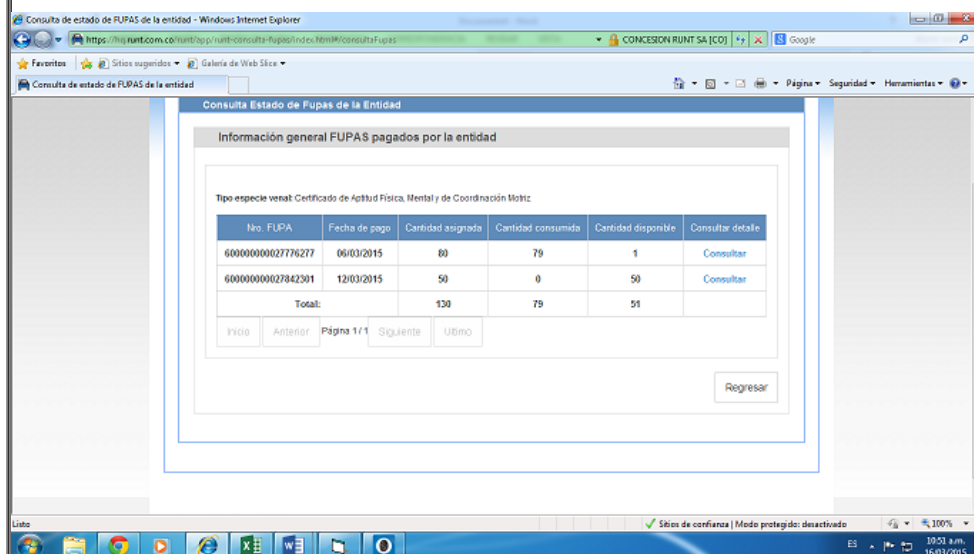 Consulta de estado de FUPAS de la entidad - Windows Internet Explorer
https://hq.runt.com.co/runt/app/runt-consulta-fupas/index.html#/consultaFupas
CONCESION RUNT SA [CO]
Google
Favoritos
Sitios sugeridos
Galería de Web Slice
Consulta de estado de FUPAS de la entidad
Página
Seguridad
Herramientas
Consulta Estado de Fupas de la Entidad
Información general FUPAS pagados por la entidad
Tipo especie venal: Certificado de Aptitud Física, Mental y de Coordinación Motriz
Nro. FUPA Fecha de pago Cantidad asignada Cantidad consumida Cantidad disponible Consultar detalle
600000000027776277 06/03/2015 80 79 1 Consultar
600000000027842301 12/03/2015 50 0 50 Consultar
Total: 130 79 51
Inicio Anterior Página 1 / 1 Siguiente Ultimo
Regresar
Listo
Sitios de confianza | Modo protegido: desactivado
100%
ES
10:51 a.m.
16/03/2015